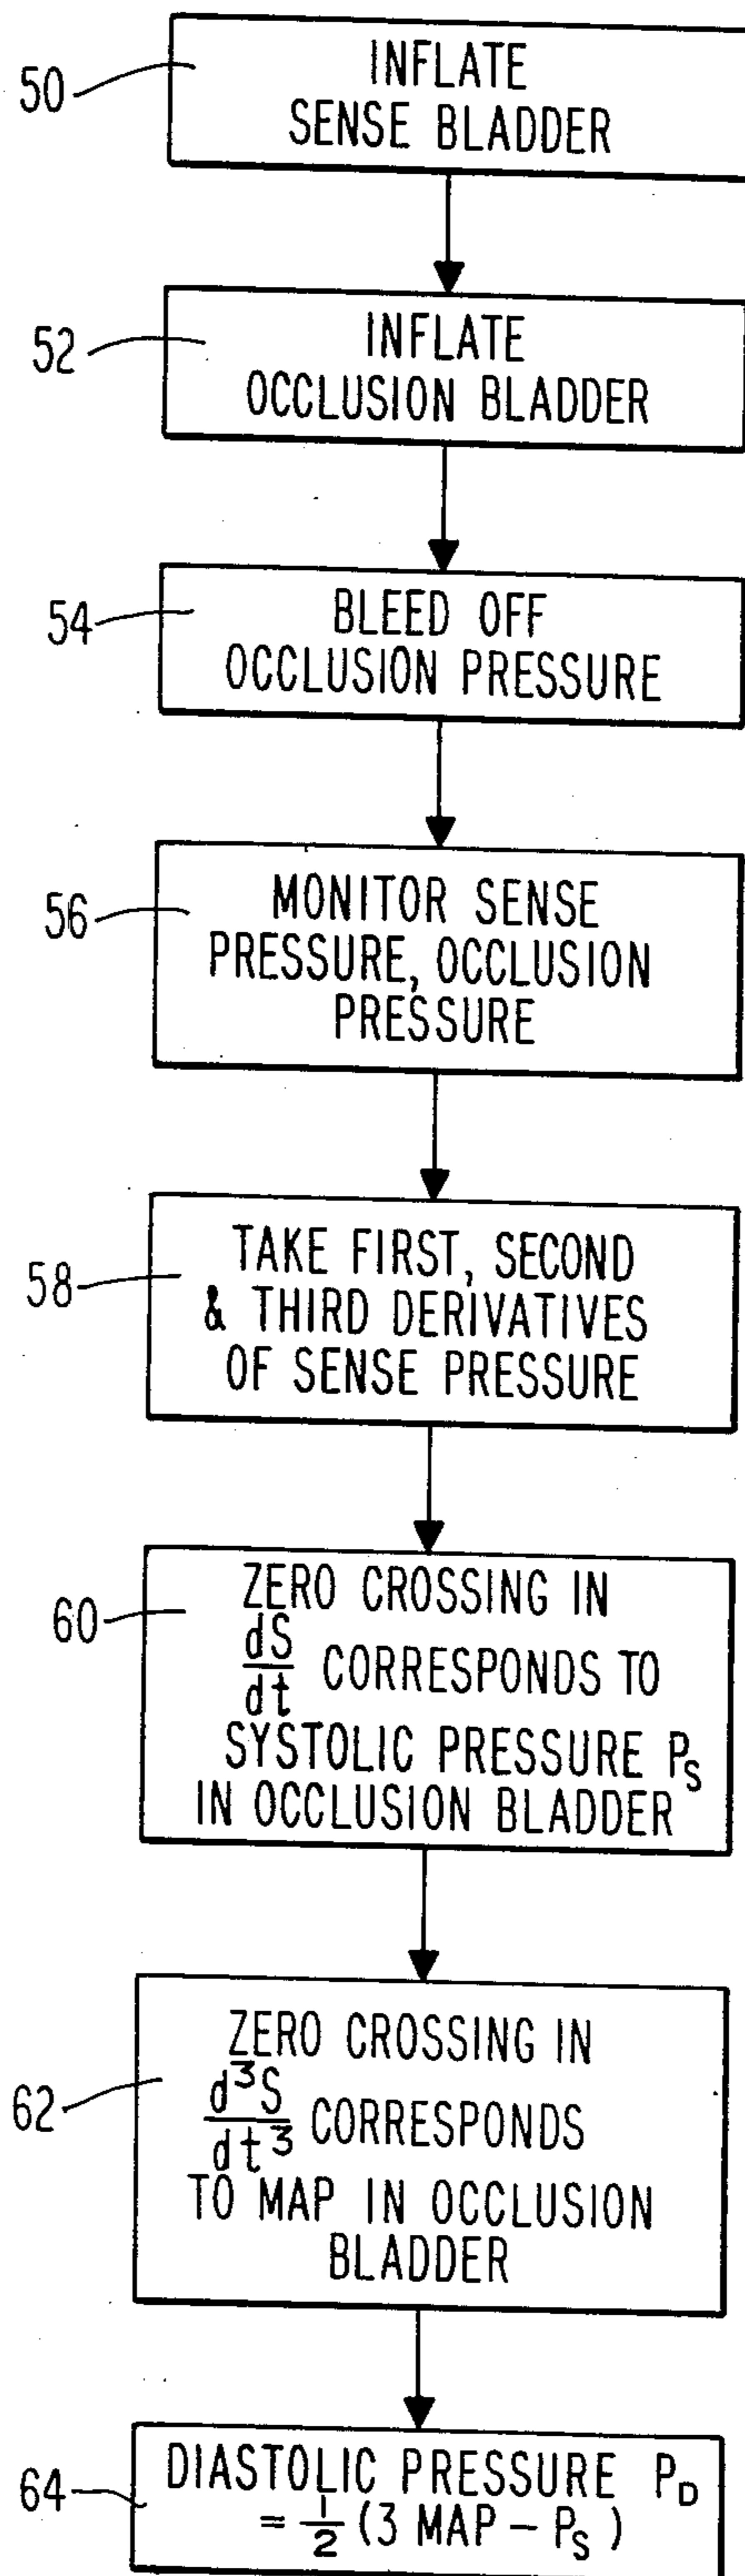 50
INFLATE
SENSE BLADDER
52
INFLATE
OCCLUSION BLADDER
54
BLEED OFF
OCCLUSION PRESSURE
56
MONITOR SENSE
PRESSURE, OCCLUSION
PRESSURE
58
TAKE FIRST, SECOND
& THIRD DERIVATIVES
OF SENSE PRESSURE
60
ZERO CROSSING IN
dS/dt CORRESPONDS TO
SYSTOLIC PRESSURE PS
IN OCCLUSION BLADDER
62
ZERO CROSSING IN
d³S/dt³ CORRESPONDS
TO MAP IN OCCLUSION
BLADDER
64
DIASTOLIC PRESSURE PD
= 1/2 (3 MAP - PS)